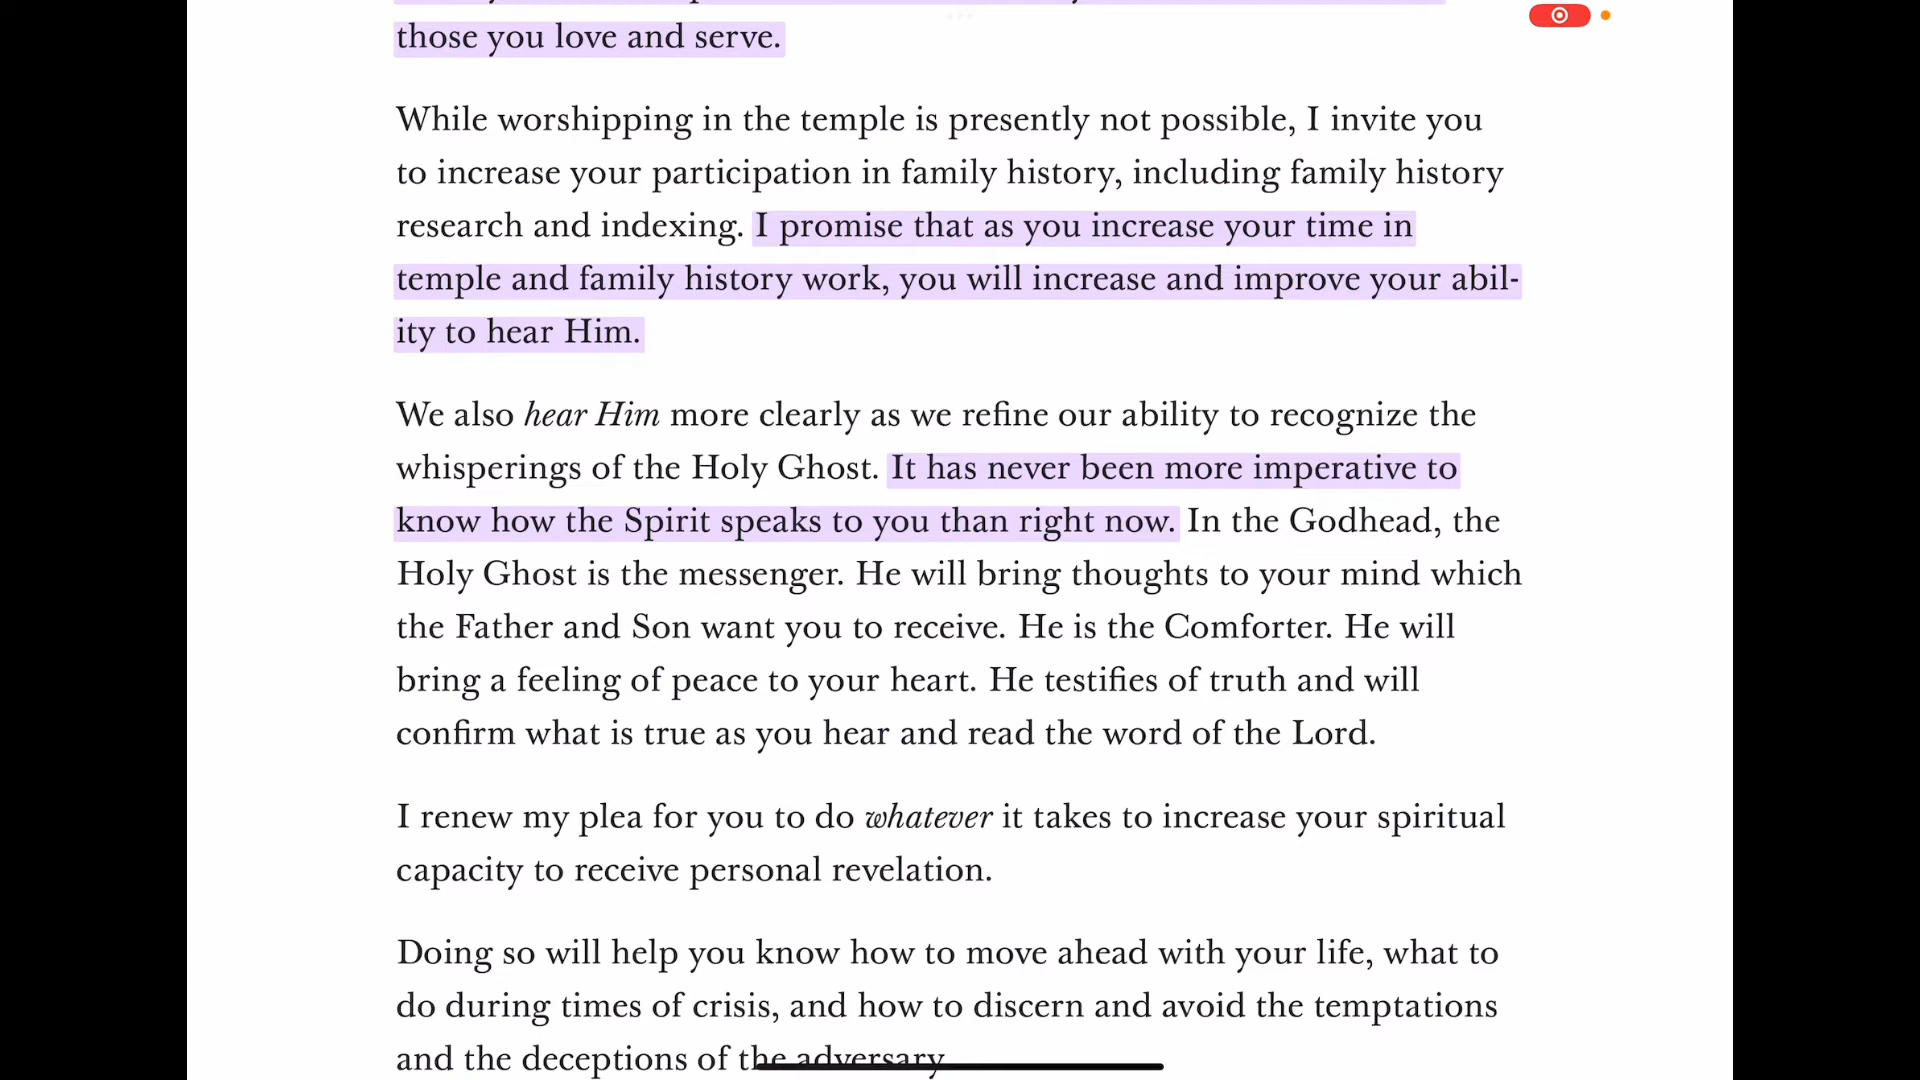 those you love and serve.
While worshipping in the temple is presently not possible, I invite you
to increase your participation in family history, including family history
research and indexing. I promise that as you increase your time in
temple and family history work, you will increase and improve your abil-
ity to hear Him.
We also hear Him more clearly as we refine our ability to recognize the
whisperings of the Holy Ghost. It has never been more imperative to
know how the Spirit speaks to you than right now. In the Godhead, the
Holy Ghost is the messenger. He will bring thoughts to your mind which
the Father and Son want you to receive. He is the Comforter. He will
bring a feeling of peace to your heart. He testifies of truth and will
confirm what is true as you hear and read the word of the Lord.
I renew my plea for you to do whatever it takes to increase your spiritual
capacity to receive personal revelation.
Doing so will help you know how to move ahead with your life, what to
do during times of crisis, and how to discern and avoid the temptations
and the deceptions of the adversary